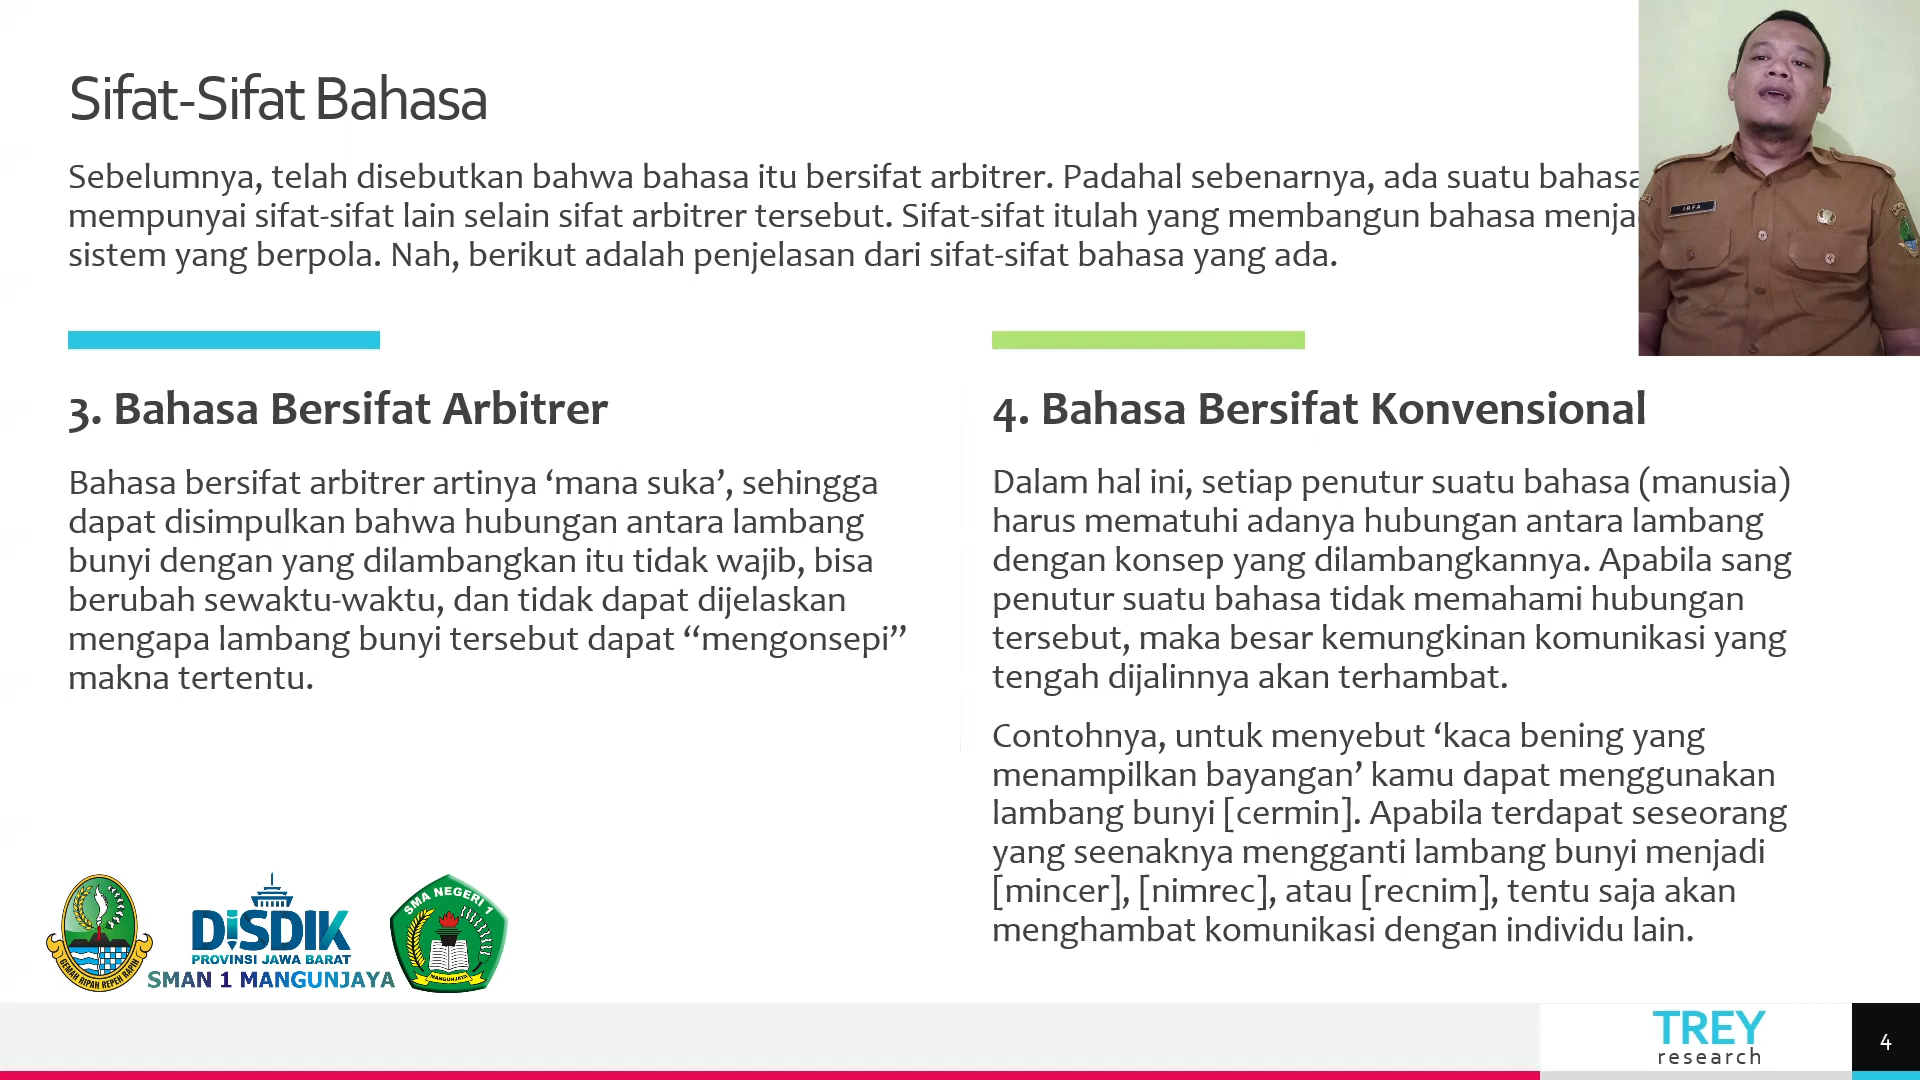 Sifat-Sifat Bahasa
Sebelumnya, telah disebutkan bahwa bahasa itu bersifat arbitrer. Padahal sebenarnya, ada suatu bahasa
mempunyai sifat-sifat lain selain sifat arbitrer tersebut. Sifat-sifat itulah yang membangun bahasa
sistem yang berpola. Nah, berikut adalah penjelasan dari sifat-sifat bahasa yang ada.
IRFA
3. Bahasa Bersifat Arbitrer
Bahasa bersifat arbitrer artinya ‘mana suka’, sehingga
dapat disimpulkan bahwa hubungan antara lambang
bunyi dengan yang dilambangkan itu tidak wajib, bisa
berubah sewaktu-waktu, dan tidak dapat dijelaskan
mengapa lambang bunyi tersebut dapat “mengonsepi”
makna tertentu.
4. Bahasa Bersifat Konvensional
Dalam hal ini, setiap penutur suatu bahasa (manusia)
harus mematuhi adanya hubungan antara lambang
dengan konsep yang dilambangkannya. Apabila sang
penutur suatu bahasa tidak memahami hubungan
tersebut, maka besar kemungkinan komunikasi yang
tengah dijalinnya akan terhambat.
Contohnya, untuk menyebut ‘kaca bening yang
menampilkan bayangan’ kamu dapat menggunakan
lambang bunyi [cermin]. Apabila terdapat seseorang
yang seenaknya mengganti lambang bunyi menjadi
[mincer], [nimrec], atau [recnim], tentu saja akan
menghambat komunikasi dengan individu lain.
GEMAH RIPAH REPEH RAPIH
DISDIK
PROVINSI JAWA BARAT
SMAN 1 MANGUNJAYA
SMA NEGERI 1
MANGUNJAYA
TREY
research
4